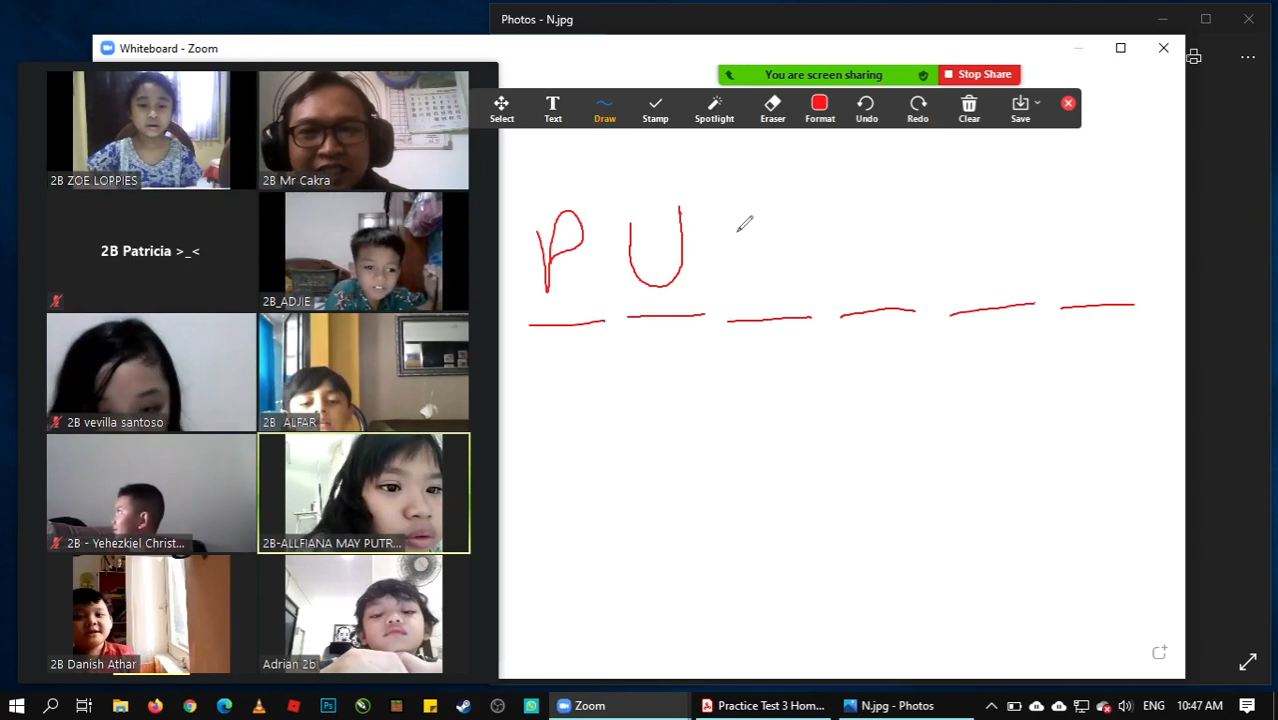 Photos - N.jpg
Whiteboard - Zoom
You are screen sharing
Stop Share
Select
Text
Draw
Stamp
Spotlight
Eraser
Format
Undo
Redo
Clear
Save
2B ZOE LOPPIES
2B Mr Cakra
2B Patricia >_<
2B_ADJIE
2B vevilla santoso
2B ALFAR
2B - Yehezkiel Christ...
2B-ALLFIANA MAY PUTR...
2B Danish Athar
Adrian 2b
P U _ _ _ _
Zoom
Practice Test 3 Hom...
N.jpg - Photos
ENG
10:47 AM